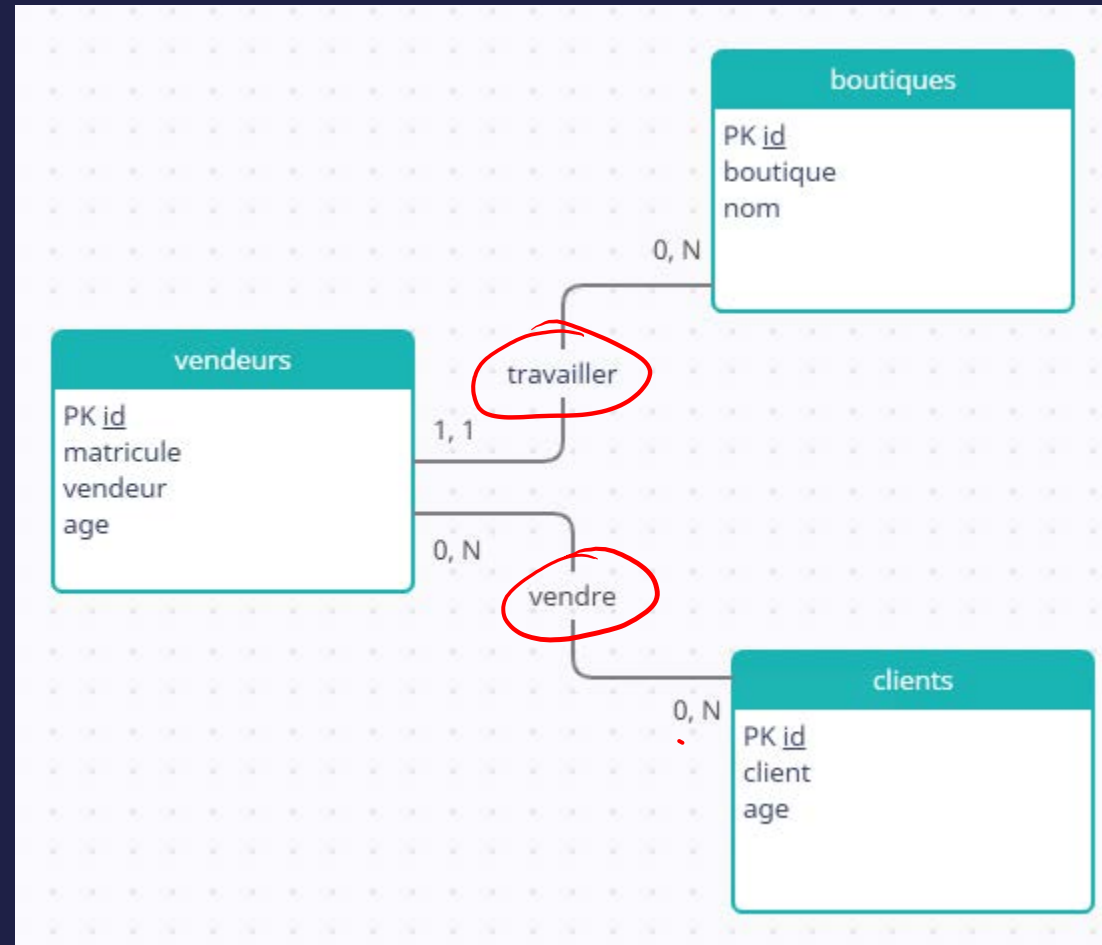 boutiques
PK id
boutique
nom
0, N
travailler
vendeurs
PK id
matricule
vendeur
age
1, 1
0, N
vendre
0, N
clients
PK id
client
age